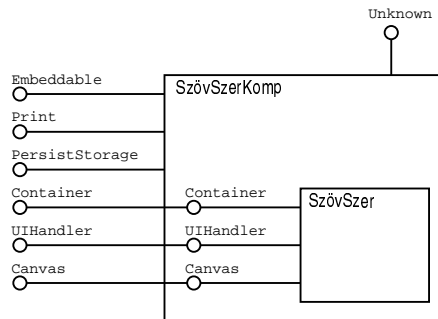 Unknown
Embeddable
SzövSzerKomp
Print
PersistStorage
Container Container
SzövSzer
UIHandler UIHandler
Canvas Canvas